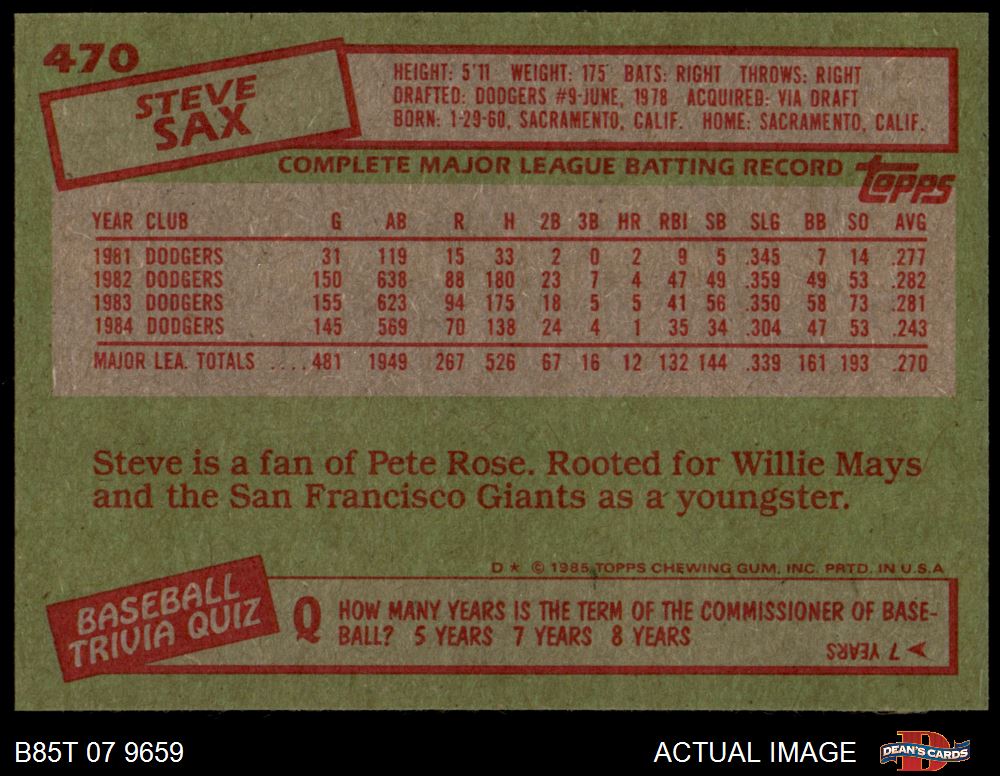 470
STEVE
SAX
HEIGHT: 5'11 WEIGHT: 175 BATS: RIGHT THROWS: RIGHT
DRAFTED: DODGERS #9-JUNE, 1978 ACQUIRED: VIA DRAFT
BORN: 1-29-60, SACRAMENTO, CALIF. HOME: SACRAMENTO, CALIF.
COMPLETE MAJOR LEAGUE BATTING RECORD topps
YEAR CLUB G AB R H 2B 3B HR RBI SB SLG BB SO AVG
1981 DODGERS 31 119 15 33 2 0 2 9 5 .345 7 14 .277
1982 DODGERS 150 638 88 180 23 7 4 47 49 .359 49 53 .282
1983 DODGERS 155 623 94 175 18 5 5 41 56 .350 58 73 .281
1984 DODGERS 145 569 70 138 24 4 1 35 34 .304 47 53 .243
MAJOR LEA. TOTALS ....481 1949 267 526 67 16 12 132 144 .339 161 193 .270
Steve is a fan of Pete Rose. Rooted for Willie Mays
and the San Francisco Giants as a youngster.
D * © 1985 TOPPS CHEWING GUM, INC. PRTD. IN U.S.A
BASEBALL
TRIVIA QUIZ
Q HOW MANY YEARS IS THE TERM OF THE COMMISSIONER OF BASE-
BALL? 5 YEARS 7 YEARS 8 YEARS
7 YEARS
B85T 07 9659 ACTUAL IMAGE DEAN'S CARDS